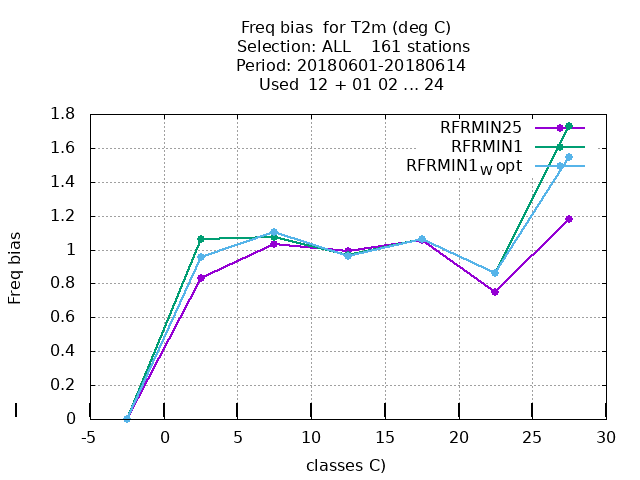 Freq bias  for T2m (deg C)
Selection: ALL    161 stations
Period: 20180601-20180614
Used  12 + 01 02 ... 24
RFRMIN25
RFRMIN1
RFRMIN1W opt
1.8
1.6
1.4
1.2
1
0.8
0.6
0.4
0.2
0
Freq bias
-5
0
5
10
15
20
25
30
classes C)